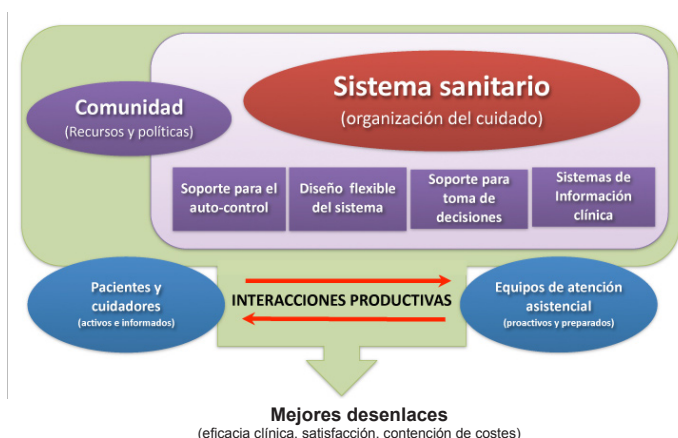 Sistema sanitario
(organización del cuidado)
Comunidad
(Recursos y políticas)
Soporte para el
auto-control
Diseño flexible
del sistema
Soporte para
toma de
decisiones
Sistemas de
Información
clínica
Pacientes y
cuidadores
(activos e informados)
INTERACCIONES PRODUCTIVAS
Equipos de atención
asistencial
(proactivos y preparados)
Mejores desenlaces
(eficacia clínica, satisfacción, contención de costes)